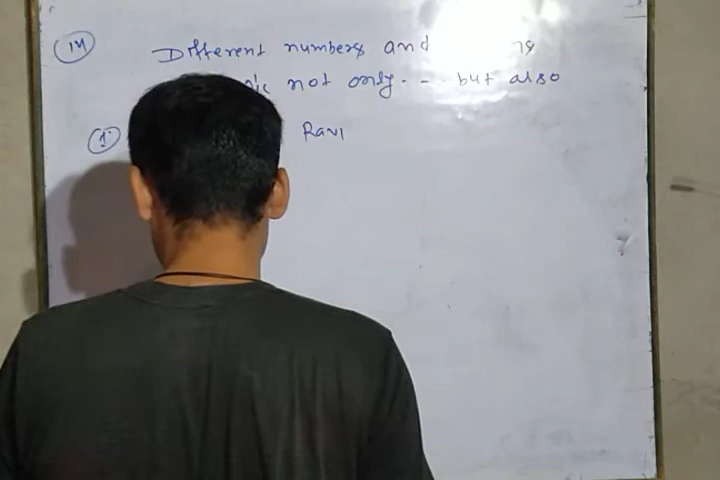 (14) Different numbers and
not only - - but also
(1) Ravi